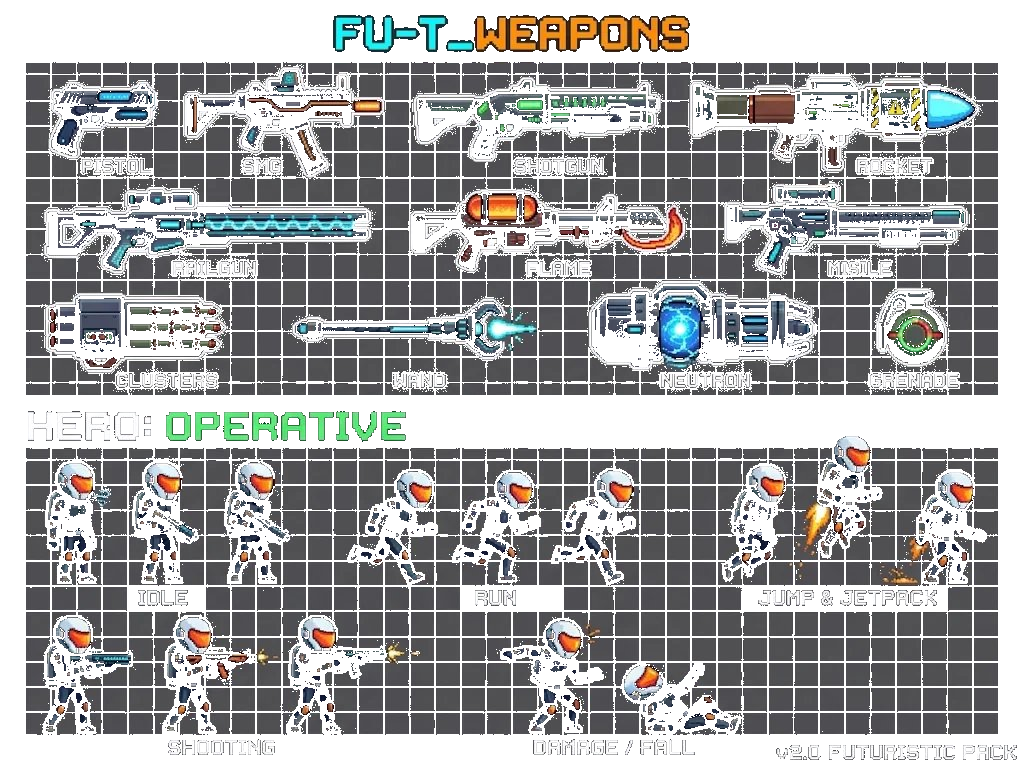 FU-T_WEAPONS
PISTOL SMG SHOTGUN ROCKET
RAILGUN FLAME MISILE
CLUSTERS WAND NEUTRON GRENADE
HERO: OPERATIVE
IDLE RUN JUMP & JETPACK
SHOOTING DAMAGE / FALL
v2.0 FUTURISTIC PACK